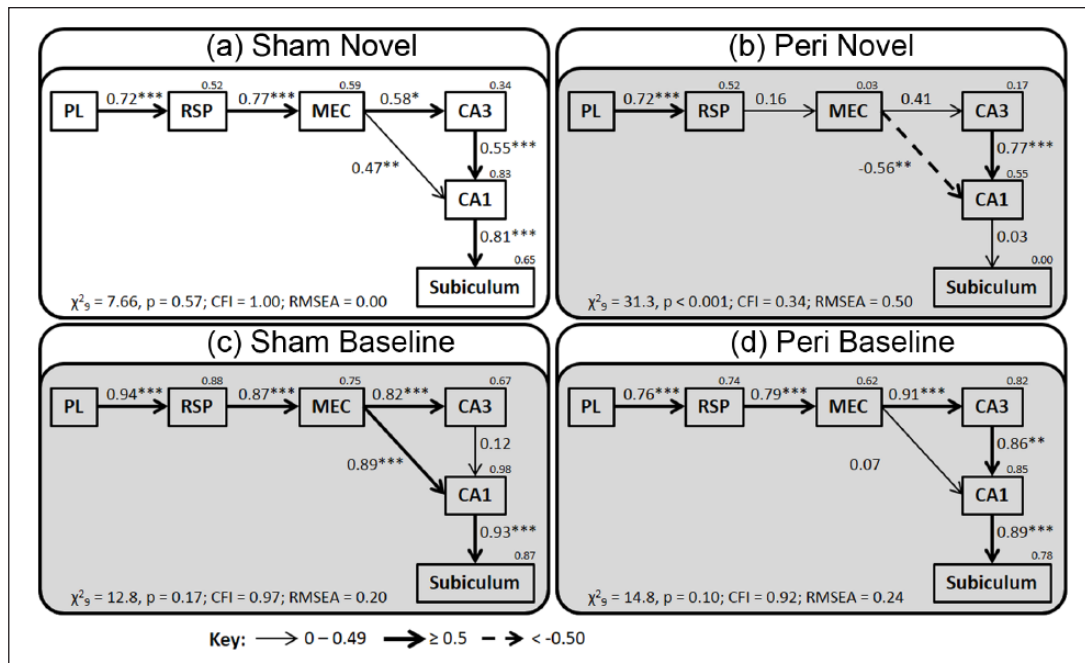 (a) Sham Novel
0.52 0.59 0.34
PL 0.72*** RSP 0.77*** MEC 0.58* CA3
0.55***
0.47** 0.83
CA1
0.81***
0.65
Subiculum
χ²₉ = 7.66, p = 0.57; CFI = 1.00; RMSEA = 0.00
(b) Peri Novel
0.52 0.03 0.17
PL 0.72*** RSP 0.16 MEC 0.41 CA3
0.77***
-0.56** 0.55
CA1
0.03
0.00
Subiculum
χ²₉ = 31.3, p < 0.001; CFI = 0.34; RMSEA = 0.50
(c) Sham Baseline
0.88 0.75 0.67
PL 0.94*** RSP 0.87*** MEC 0.82*** CA3
0.12
0.89*** 0.98
CA1
0.93***
0.87
Subiculum
χ²₉ = 12.8, p = 0.17; CFI = 0.97; RMSEA = 0.20
(d) Peri Baseline
0.74 0.62 0.82
PL 0.76*** RSP 0.79*** MEC 0.91*** CA3
0.86**
0.07 0.85
CA1
0.89***
0.78
Subiculum
χ²₉ = 14.8, p = 0.10; CFI = 0.92; RMSEA = 0.24
Key: 0 – 0.49 ≥ 0.5 < -0.50